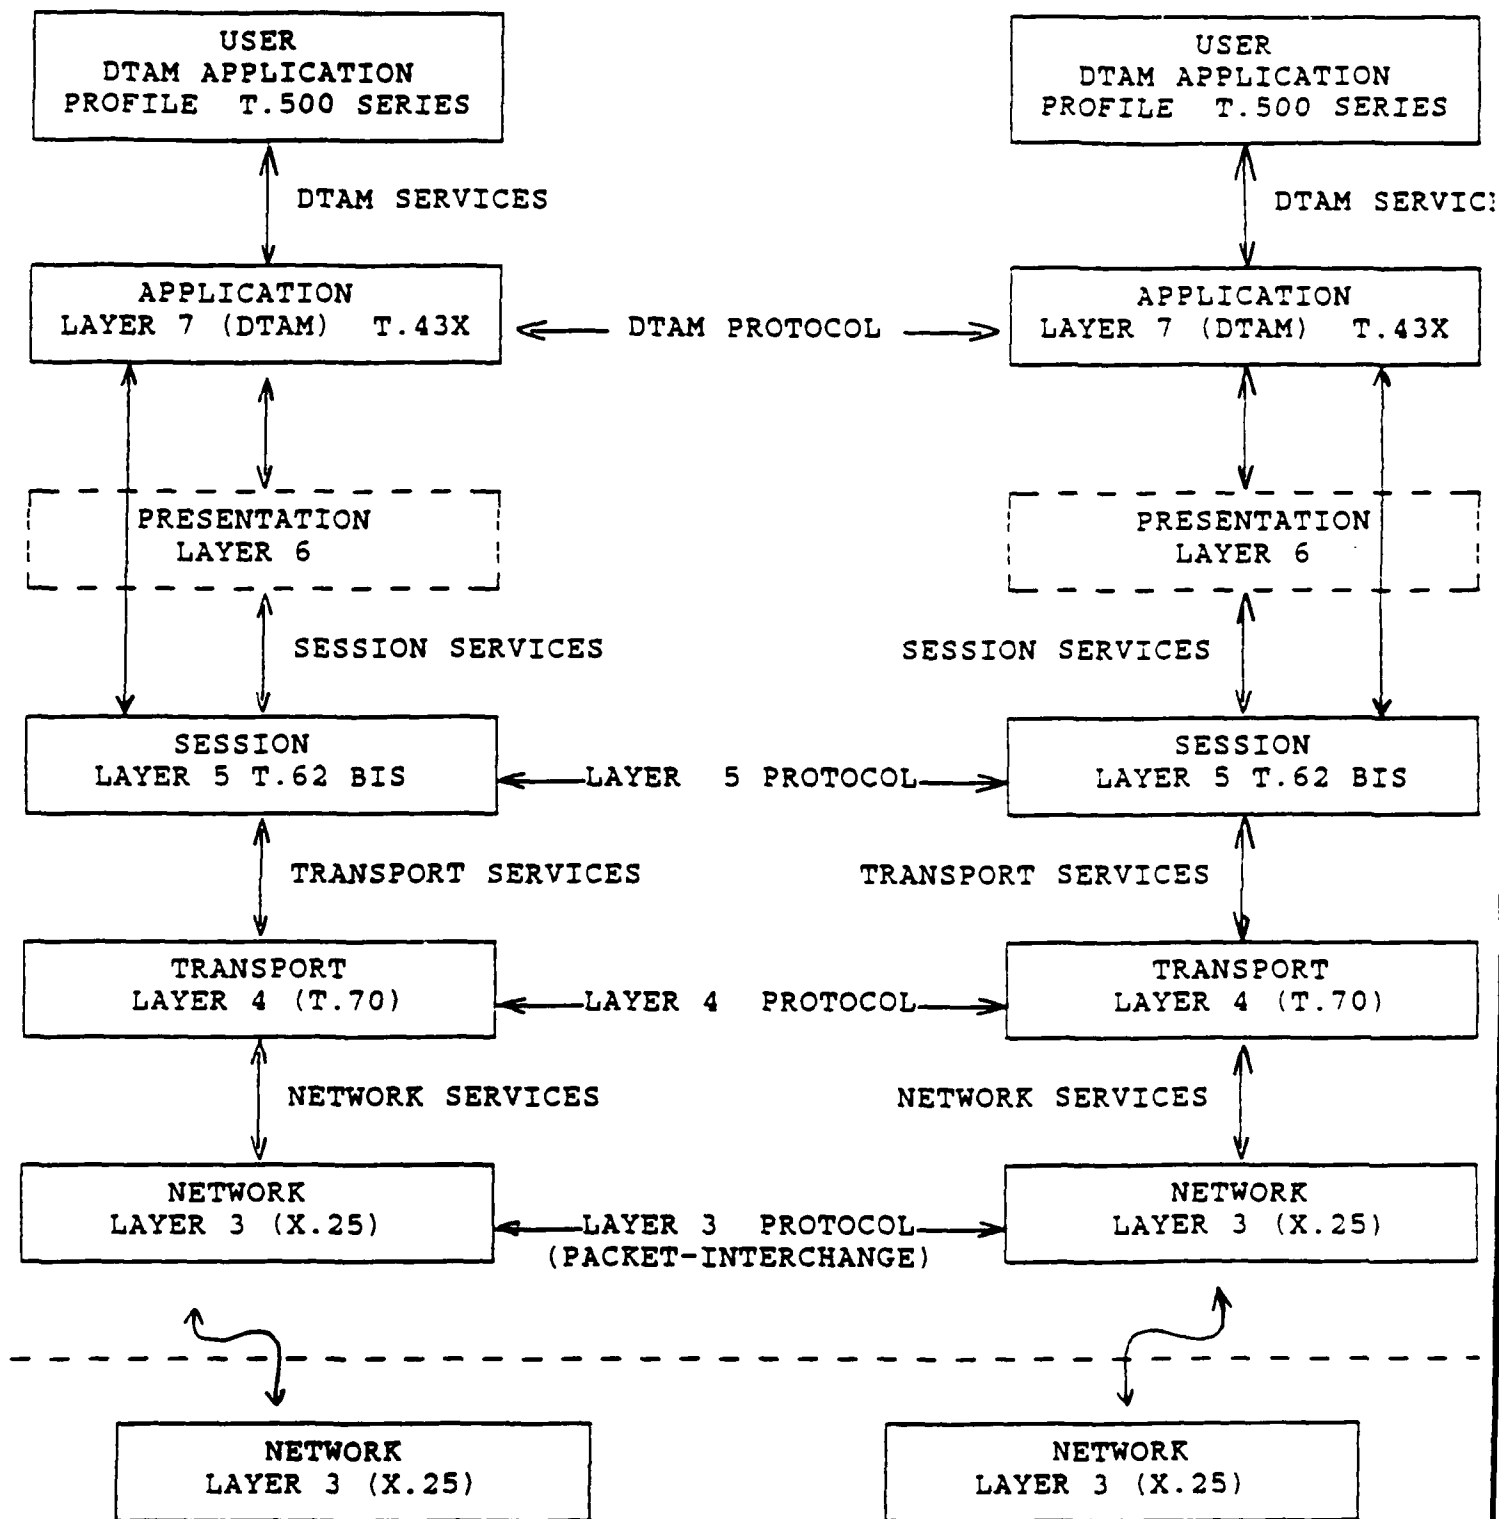 USER
DTAM APPLICATION
PROFILE T.500 SERIES
USER
DTAM APPLICATION
PROFILE T.500 SERIES
DTAM SERVICES
DTAM
APPLICATION
LAYER 7 (DTAM) T.43X
DTAM PROTOCOL
APPLICATION
LAYER 7 (DTAM) T.43X
PRESENTATION
LAYER 6
PRESENTATION
LAYER 6
SESSION SERVICES
SESSION SERVICES
SESSION
LAYER 5 T.62 BIS
LAYER 5 PROTOCOL
SESSION
LAYER 5 T.62 BIS
TRANSPORT SERVICES
TRANSPORT SERVICES
TRANSPORT
LAYER 4 (T.70)
LAYER 4 PROTOCOL
TRANSPORT
LAYER 4 (T.70)
NETWORK SERVICES
NETWORK SERVICES
NETWORK
LAYER 3 (X.25)
LAYER 3 PROTOCOL
(PACKET-INTERCHANGE)
NETWORK
LAYER 3 (X.25)
NETWORK
LAYER 3 (X.25)
NETWORK
LAYER 3 (X.25)